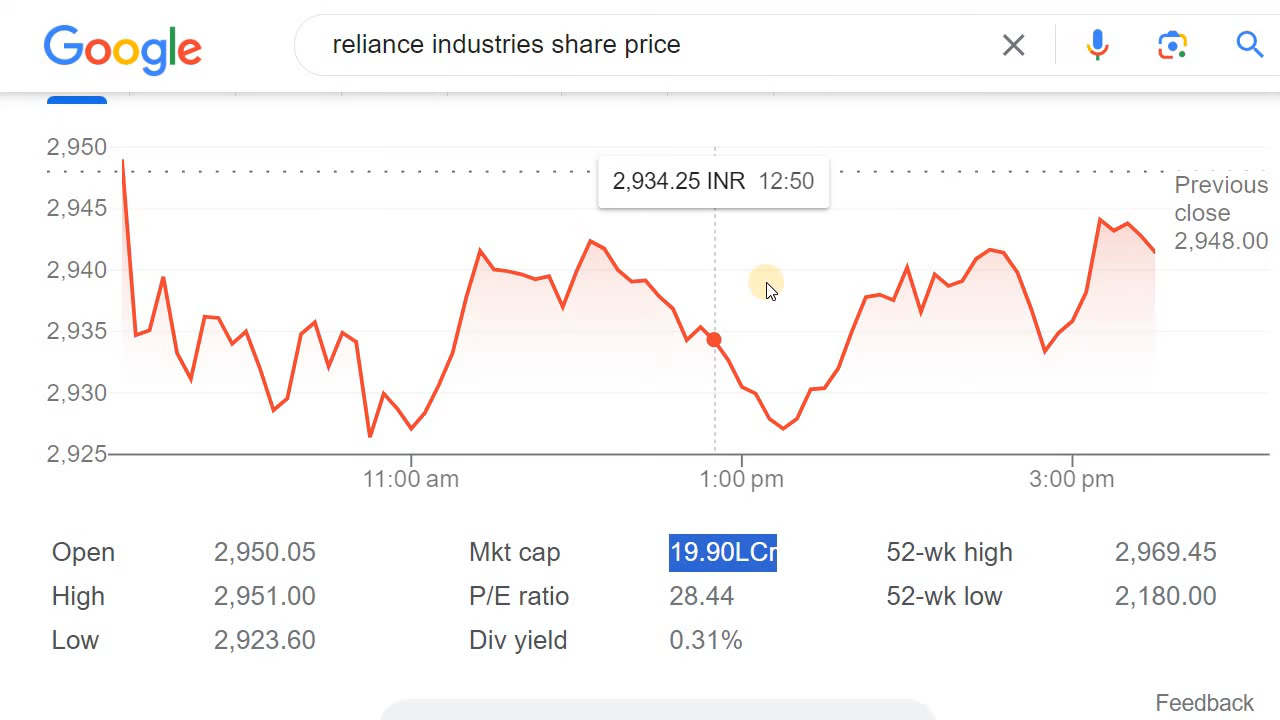 Google
reliance industries share price
2,950
2,934.25 INR 12:50
Previous
close
2,948.00
2,945
2,940
2,935
2,930
2,925
11:00 am 1:00 pm 3:00 pm
Open 2,950.05 Mkt cap 19.90LCr 52-wk high 2,969.45
High 2,951.00 P/E ratio 28.44 52-wk low 2,180.00
Low 2,923.60 Div yield 0.31%
Feedback